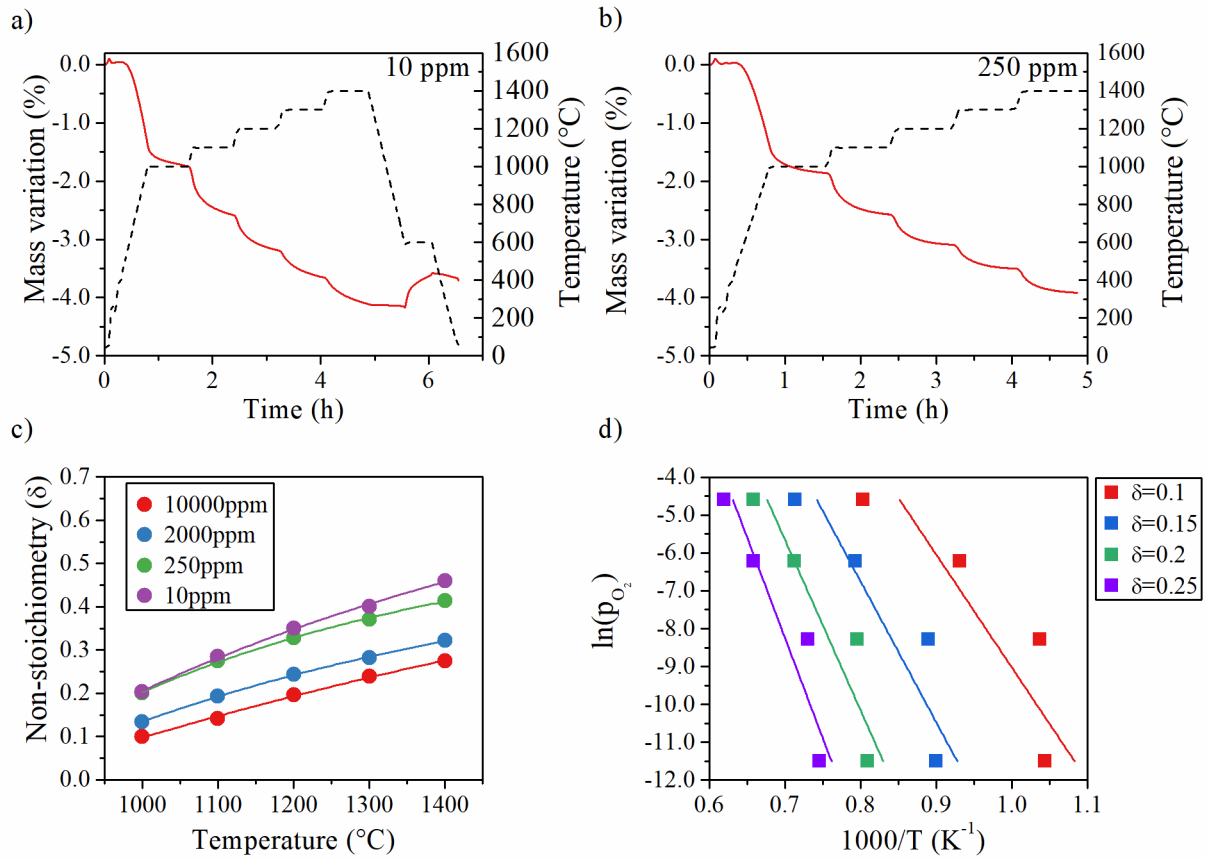 a)
10 ppm
0.0
-1.0
-2.0
-3.0
-4.0
-5.0
Mass variation (%)
1600
1400
1200
1000
800
600
400
200
0
Temperature (°C)
0
2
4
6
Time (h)
b)
250 ppm
0.0
-1.0
-2.0
-3.0
-4.0
-5.0
Mass variation (%)
1600
1400
1200
1000
800
600
400
200
0
Temperature (°C)
0
1
2
3
4
5
Time (h)
c)
0.7
0.6
0.5
0.4
0.3
0.2
0.1
0.0
Non-stoichiometry (δ)
10000ppm
2000ppm
250ppm
10ppm
1000
1100
1200
1300
1400
Temperature (°C)
d)
-4.0
-5.0
-6.0
-7.0
-8.0
-9.0
-10.0
-11.0
-12.0
ln(p_O₂)
δ=0.1
δ=0.15
δ=0.2
δ=0.25
0.6
0.7
0.8
0.9
1.0
1.1
1000/T (K⁻¹)